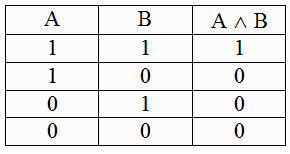 A B A ∧ B
1 1 1
1 0 0
0 1 0
0 0 0